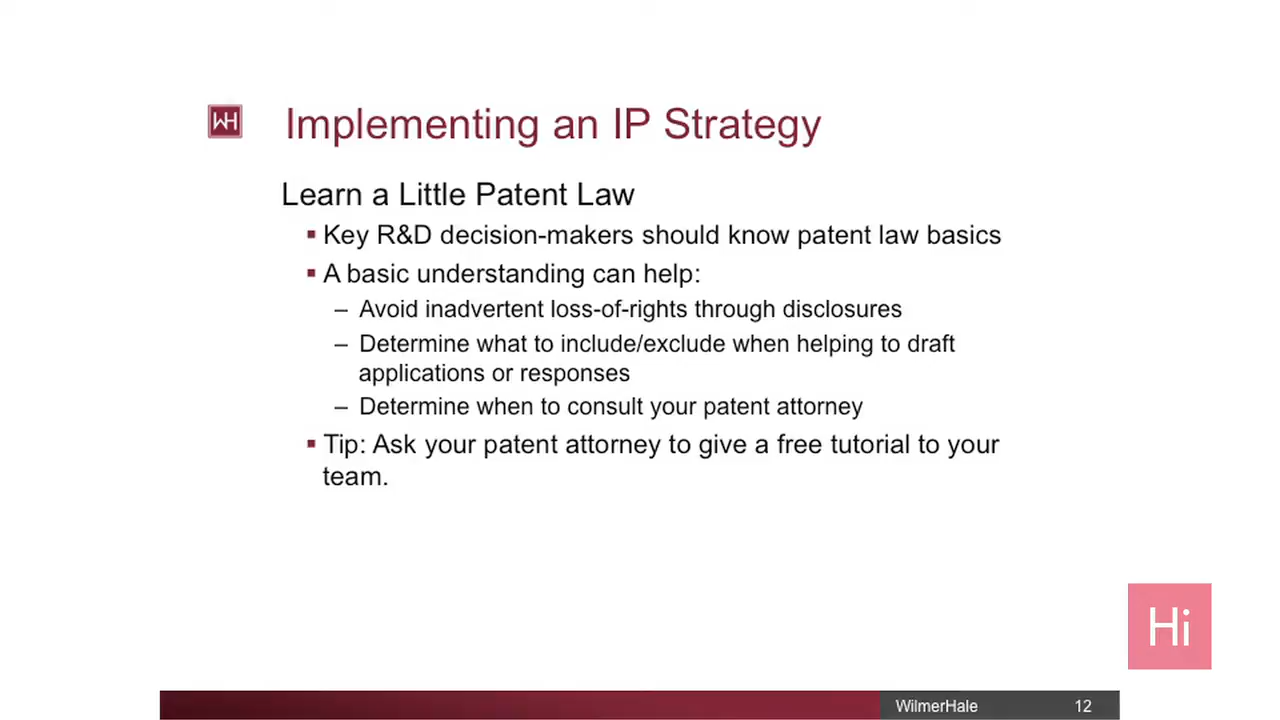 WH
Implementing an IP Strategy
Learn a Little Patent Law
▪ Key R&D decision-makers should know patent law basics
▪ A basic understanding can help:
– Avoid inadvertent loss-of-rights through disclosures
– Determine what to include/exclude when helping to draft
applications or responses
– Determine when to consult your patent attorney
▪ Tip: Ask your patent attorney to give a free tutorial to your
team.
Hi
WilmerHale 12